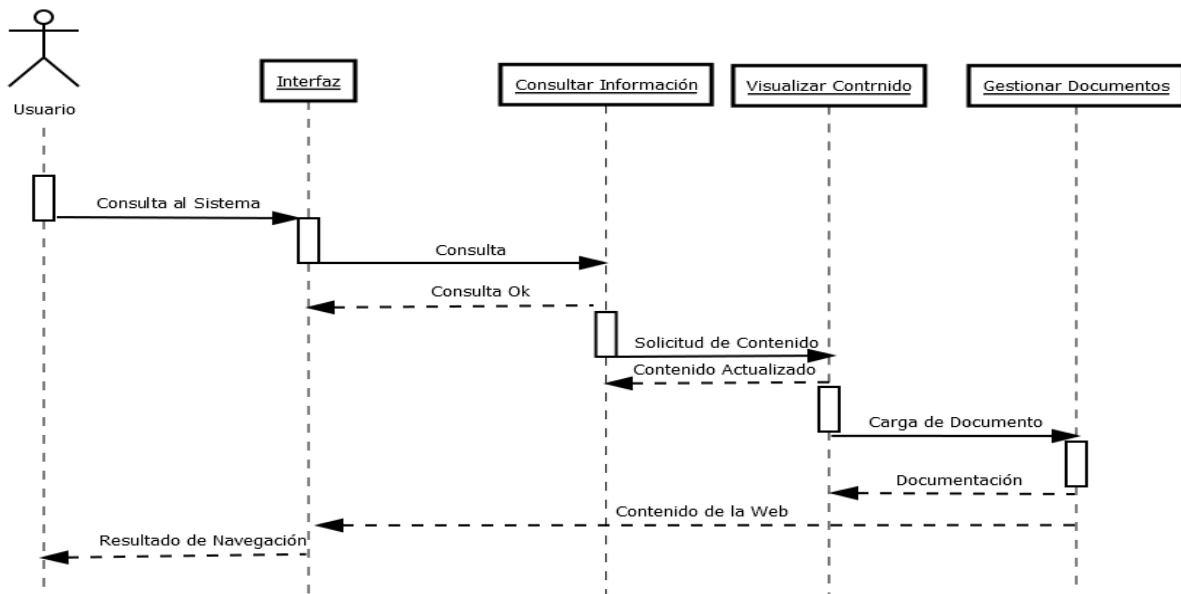 Usuario
Interfaz
Consultar Información
Visualizar Contrnido
Gestionar Documentos
Consulta al Sistema
Consulta
Consulta Ok
Solicitud de Contenido
Contenido Actualizado
Carga de Documento
Documentación
Contenido de la Web
Resultado de Navegación